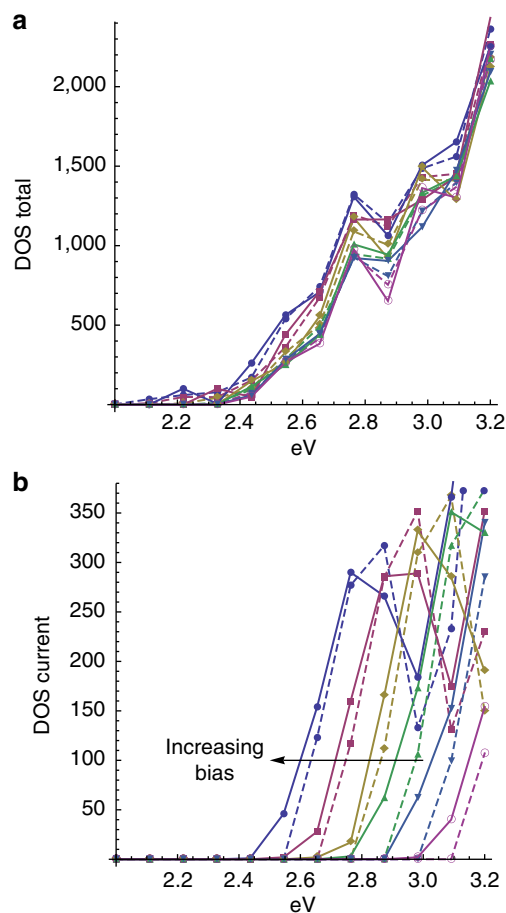 a
2,000
1,500
1,000
500
DOS total
2.2 2.4 2.6 2.8 3.0 3.2
eV
b
350
300
250
200
150
100
50
DOS current
Increasing
bias
2.2 2.4 2.6 2.8 3.0 3.2
eV